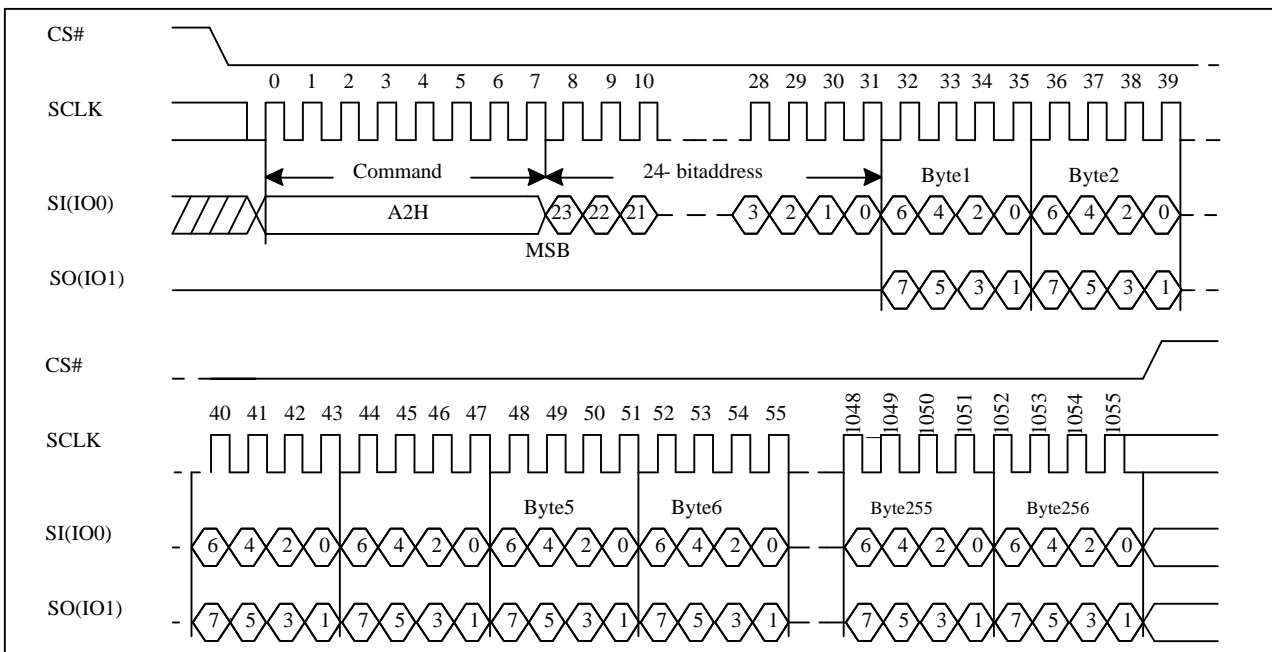 CS#
0 1 2 3 4 5 6 7 8 9 10 28 29 30 31 32 33 34 35 36 37 38 39
SCLK
Command 24- bitaddress Byte1 Byte2
SI(IO0) A2H 23 22 21 3 2 1 0 6 4 2 0 6 4 2 0
MSB
SO(IO1) 7 5 3 1 7 5 3 1
CS#
40 41 42 43 44 45 46 47 48 49 50 51 52 53 54 55 1048 1049 1050 1051 1052 1053 1054 1055
SCLK
Byte5 Byte6 Byte255 Byte256
SI(IO0) 6 4 2 0 6 4 2 0 6 4 2 0 6 4 2 0 6 4 2 0 6 4 2 0
SO(IO1) 7 5 3 1 7 5 3 1 7 5 3 1 7 5 3 1 7 5 3 1 7 5 3 1